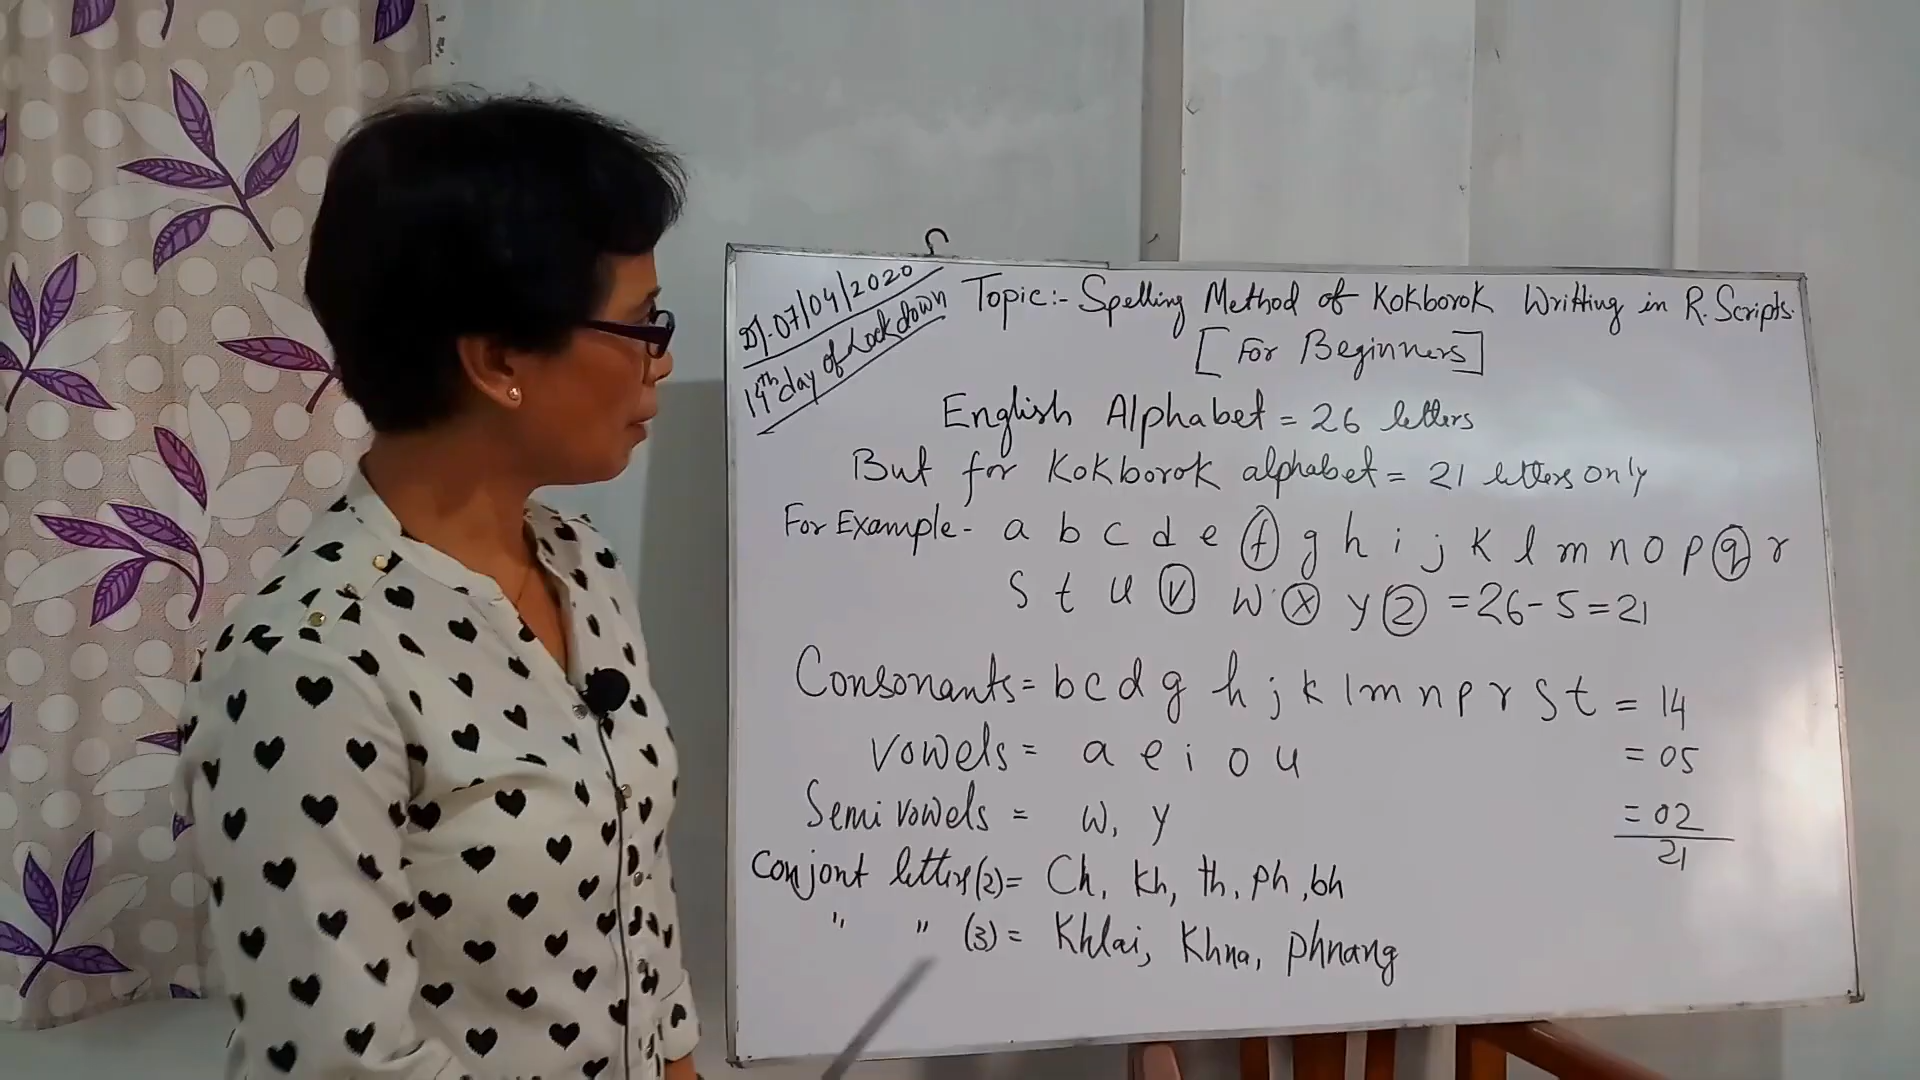 Dt. 07/04/2020
14th day of Lockdown
Topic:- Spelling Method of Kokborok Writting in R. Scripts.
[For Beginners]
English Alphabet = 26 letters
But for Kokborok alphabet = 21 letters only
For Example - a b c d e f g h i j k l m n o p q r
s t u v w x y z = 26 - 5 = 21
Consonants = b c d g h j k l m n p r s t = 14
Vowels = a e i o u = 05
Semi vowels = w, y = 02
21
Conjont letters (2) = Ch, kh, th, ph, bh
" " (3) = Khlai, Khna, phnang